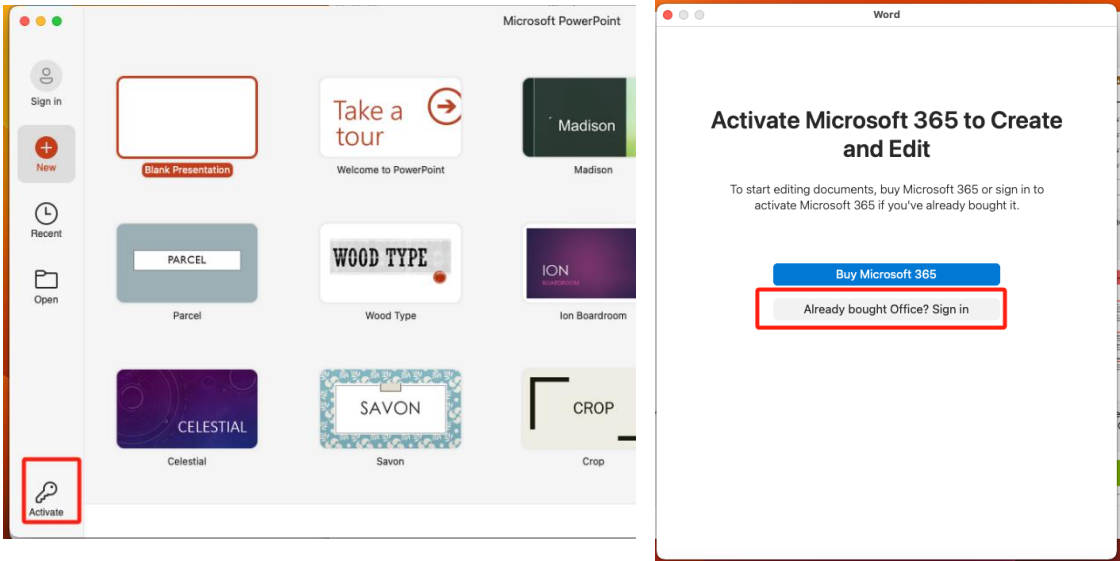 Microsoft PowerPoint
Sign in
New
Recent
Open
Activate
Take a
tour
Madison
Blank Presentation
Welcome to PowerPoint
Madison
PARCEL
WOOD TYPE
ION
BOARDROOM
Parcel
Wood Type
Ion Boardroom
CELESTIAL
SAVON
CROP
Celestial
Savon
Crop
Word
Activate Microsoft 365 to Create
and Edit
To start editing documents, buy Microsoft 365 or sign in to
activate Microsoft 365 if you've already bought it.
Buy Microsoft 365
Already bought Office? Sign in